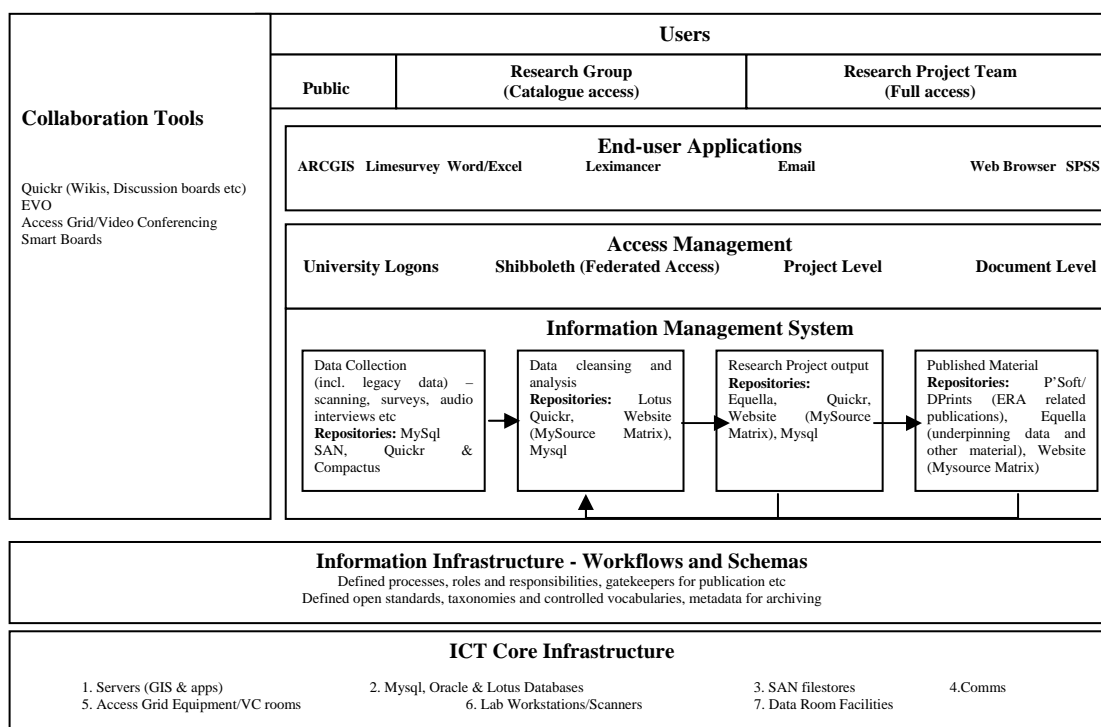 Collaboration Tools
Quickr (Wikis, Discussion boards etc)
EVO
Access Grid/Video Conferencing
Smart Boards
Users
Public
Research Group
(Catalogue access)
Research Project Team
(Full access)
End-user Applications
ARCGIS Limesurvey Word/Excel Leximancer Email Web Browser SPSS
Access Management
University Logons Shibboleth (Federated Access) Project Level Document Level
Information Management System
Data Collection
(incl. legacy data) –
scanning, surveys, audio
interviews etc
Repositories: MySql
SAN, Quickr &
Compactus
Data cleansing and
analysis
Repositories: Lotus
Quickr, Website
(MySource Matrix),
Mysql
Research Project output
Repositories:
Equella, Quickr,
Website (MySource
Matrix), Mysql
Published Material
Repositories: P'Soft/
DPrints (ERA related
publications), Equella
(underpinning data and
other material), Website
(Mysource Matrix)
Information Infrastructure - Workflows and Schemas
Defined processes, roles and responsibilities, gatekeepers for publication etc
Defined open standards, taxonomies and controlled vocabularies, metadata for archiving
ICT Core Infrastructure
1. Servers (GIS & apps) 2. Mysql, Oracle & Lotus Databases 3. SAN filestores 4.Comms
5. Access Grid Equipment/VC rooms 6. Lab Workstations/Scanners 7. Data Room Facilities